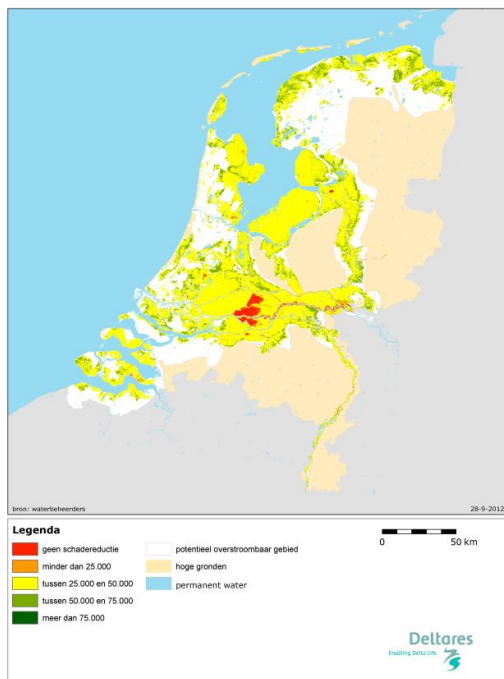 bron: waterbeheerders
28-9-2012
Legenda
geen schadereductie
minder dan 25.000
tussen 25.000 en 50.000
tussen 50.000 en 75.000
meer dan 75.000
potentieel overstroombaar gebied
hoge gronden
permanent water
0 50 km
Deltares
Enabling Delta Life